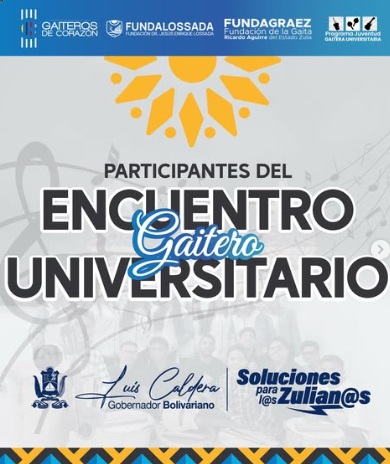 GAITEROS
DE CORAZÓN
FUNDALOSSADA
FUNDACIÓN DR. JESÚS ENRIQUE LOSSADA
FUNDAGRAEZ
Fundación de la Gaita
Ricardo Aguirre del Estado Zulia
Programa Juventud
GAITERA UNIVERSITARIA
PARTICIPANTES DEL
ENCUENTRO
Gaitero
UNIVERSITARIO
Luis Caldera
Gobernador Bolivariano
Soluciones
para
l@s Zulian@s